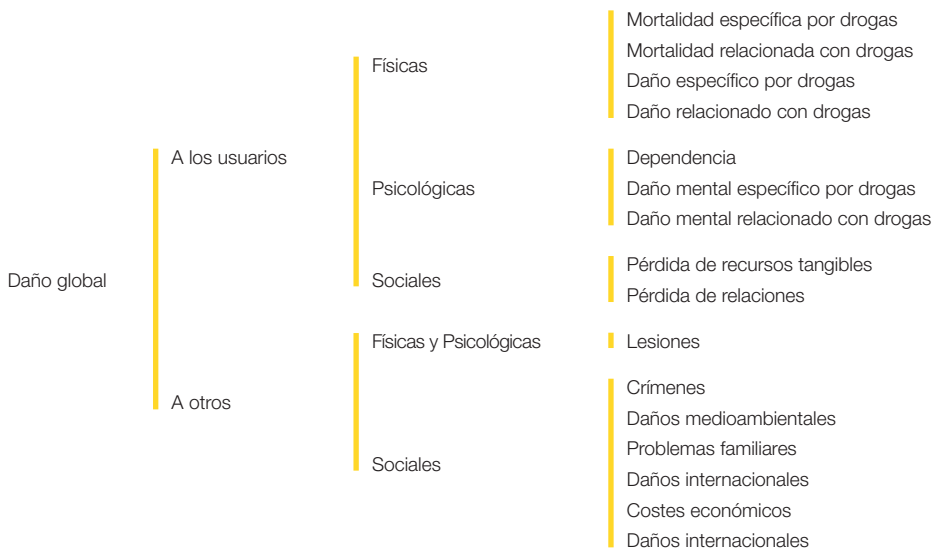 Daño global
A los usuarios
Físicas
Mortalidad específica por drogas
Mortalidad relacionada con drogas
Daño específico por drogas
Daño relacionado con drogas
Psicológicas
Dependencia
Daño mental específico por drogas
Daño mental relacionado con drogas
Sociales
Pérdida de recursos tangibles
Pérdida de relaciones
A otros
Físicas y Psicológicas
Lesiones
Sociales
Crímenes
Daños medioambientales
Problemas familiares
Daños internacionales
Costes económicos
Daños internacionales